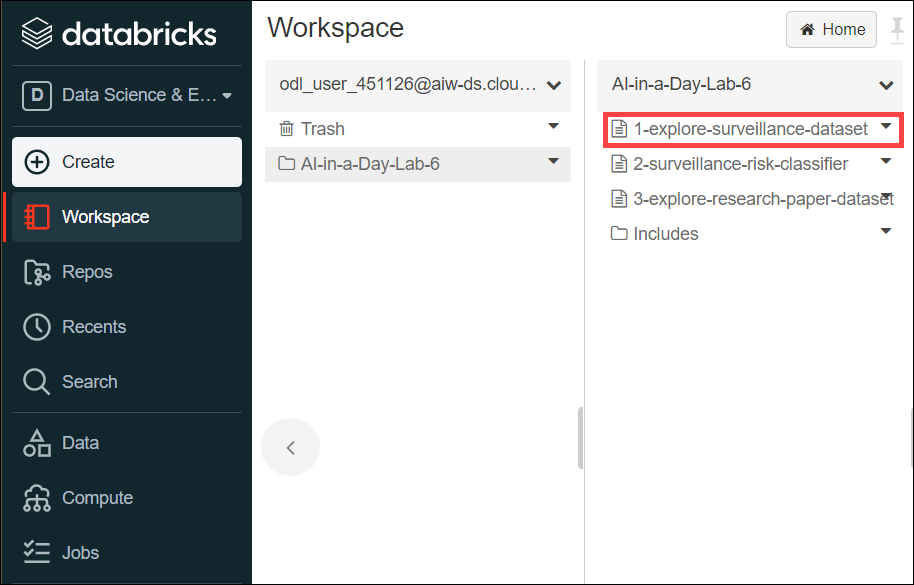 databricks
D Data Science & E...
Create
Workspace
Repos
Recents
Search
Data
Compute
Jobs
Workspace
Home
odl_user_451126@aiw-ds.clou...
Trash
AI-in-a-Day-Lab-6
AI-in-a-Day-Lab-6
1-explore-surveillance-dataset
2-surveillance-risk-classifier
3-explore-research-paper-dataset
Includes